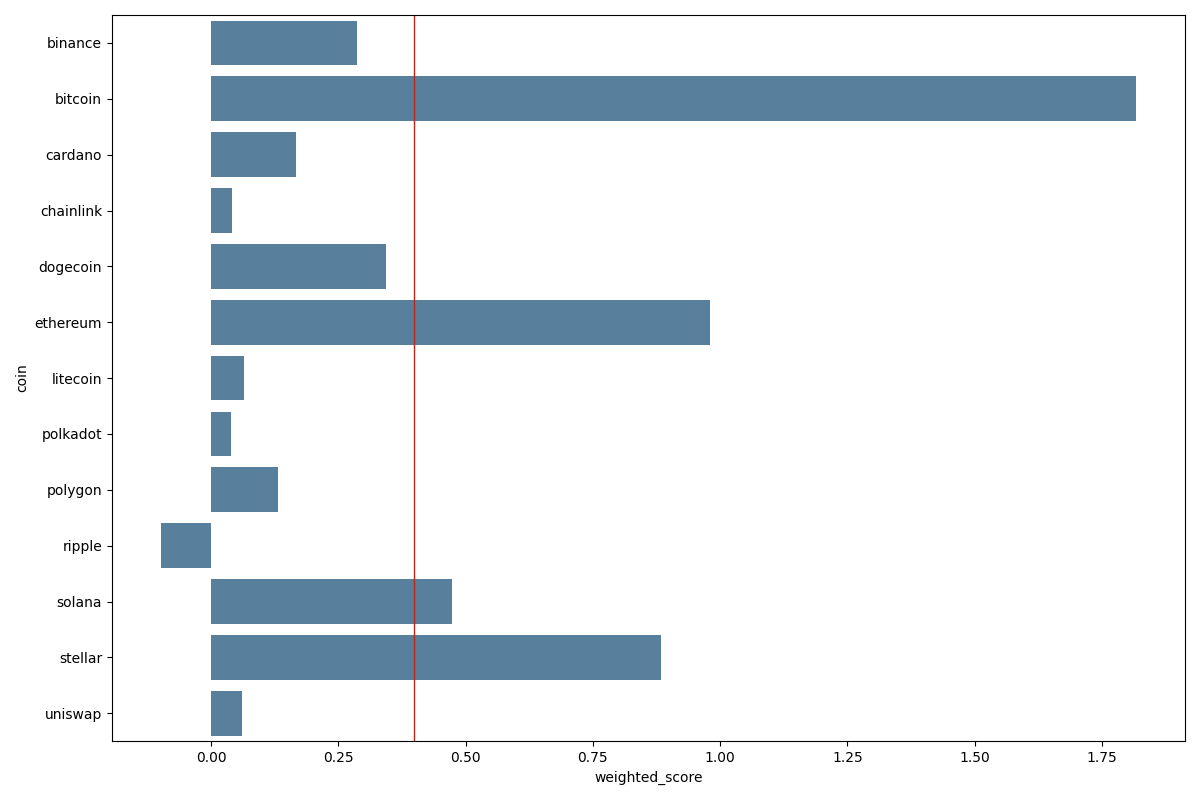 binance
bitcoin
cardano
chainlink
dogecoin
ethereum
litecoin
polkadot
polygon
ripple
solana
stellar
uniswap
coin
0.00 0.25 0.50 0.75 1.00 1.25 1.50 1.75
weighted_score